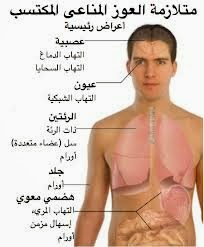 متلازمة العوز المناعي المكتسب
إعراض رئيسية
عصبية
التهاب الدماغ
التهاب السحايا
عيون
التهاب الشبكية
الرئتين
ذات الرئة
سل (عضاء متعددة)
أورام
جلد
أورام
هضمي معوي
التهاب المريء
إسهال مزمن
أورام